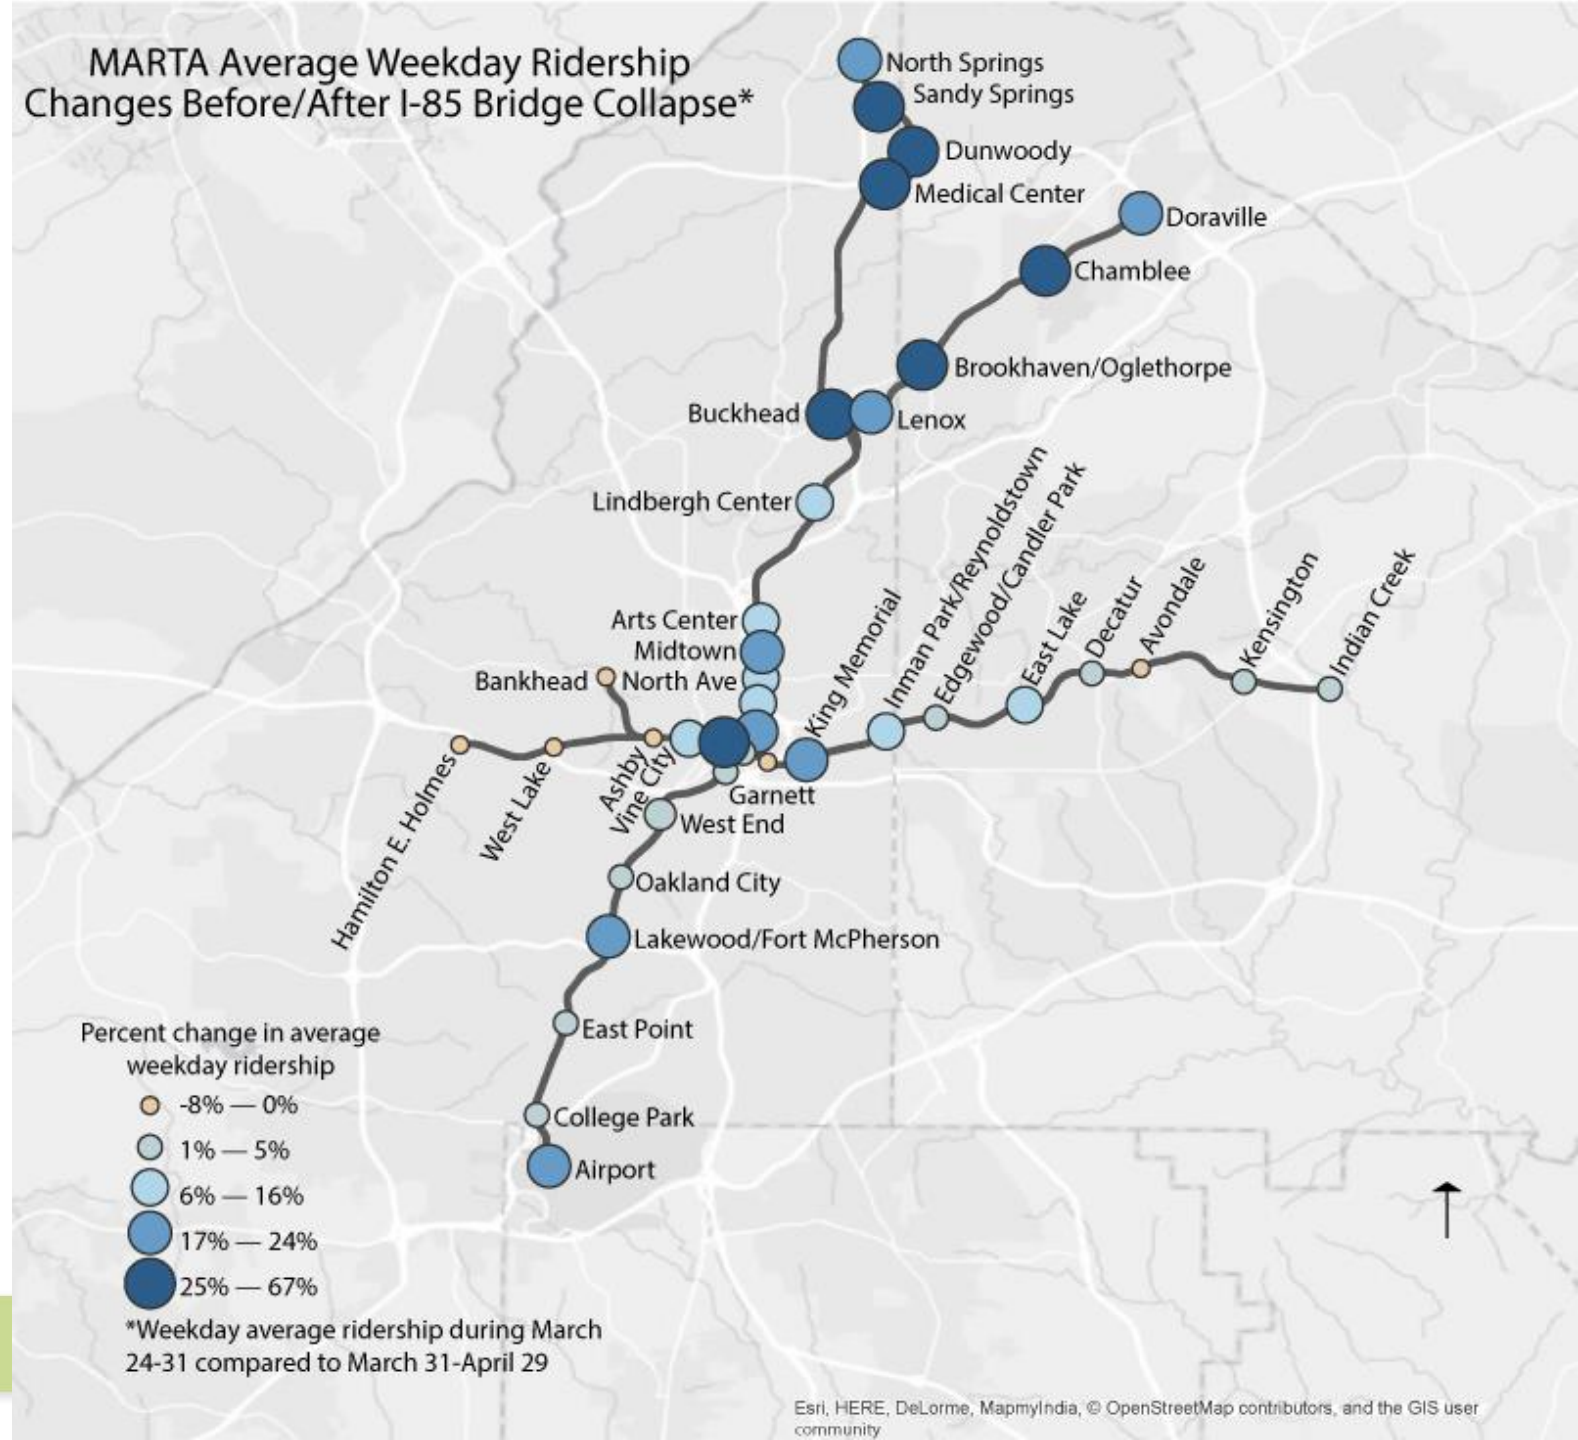 MARTA Average Weekday Ridership
Changes Before/After I-85 Bridge Collapse*
North Springs
Sandy Springs
Dunwoody
Medical Center
Doraville
Chamblee
Brookhaven/Oglethorpe
Buckhead
Lenox
Lindbergh Center
Arts Center
Midtown
North Ave
Bankhead
King Memorial
Inman Park/Reynoldstown
Edgewood/Candler Park
East Lake
Decatur
Avondale
Kensington
Indian Creek
Hamilton E. Holmes
West Lake
Ashby
Vine City
Garnett
West End
Oakland City
Lakewood/Fort McPherson
East Point
College Park
Airport
Percent change in average
weekday ridership
-8% — 0%
1% — 5%
6% — 16%
17% — 24%
25% — 67%
*Weekday average ridership during March
24-31 compared to March 31-April 29
Esri, HERE, DeLorme, MapmyIndia, © OpenStreetMap contributors, and the GIS user
community